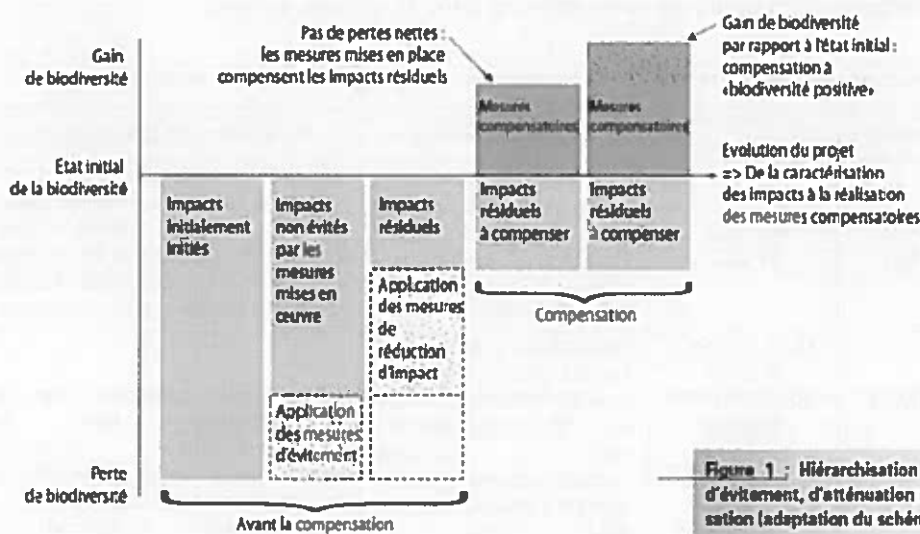 Pas de pertes nettes :
les mesures mises en place
compensent les impacts résiduels
Gain de biodiversité
par rapport à l'état initial :
compensation à
«biodiversité positive»
Gain
de biodiversité
Mesures
compensatoires
Mesures
compensatoires
Etat initial
de la biodiversité
Evolution du projet
=> De la caractérisation
des impacts à la réalisation
des mesures compensatoires
Impacts
initialement
initiés
Impacts
non évités
par les
mesures
mises en
œuvre
Impacts
résiduels
Impacts
résiduels
à compenser
Impacts
résiduels
à compenser
Application
des mesures
de
réduction
d'impact
Compensation
Application
des mesures
d'évitement
Perte
de biodiversité
Avant la compensation
Figure 1 : Hiérarchisation
d'évitement, d'atténuation
sation (adaptation du schén